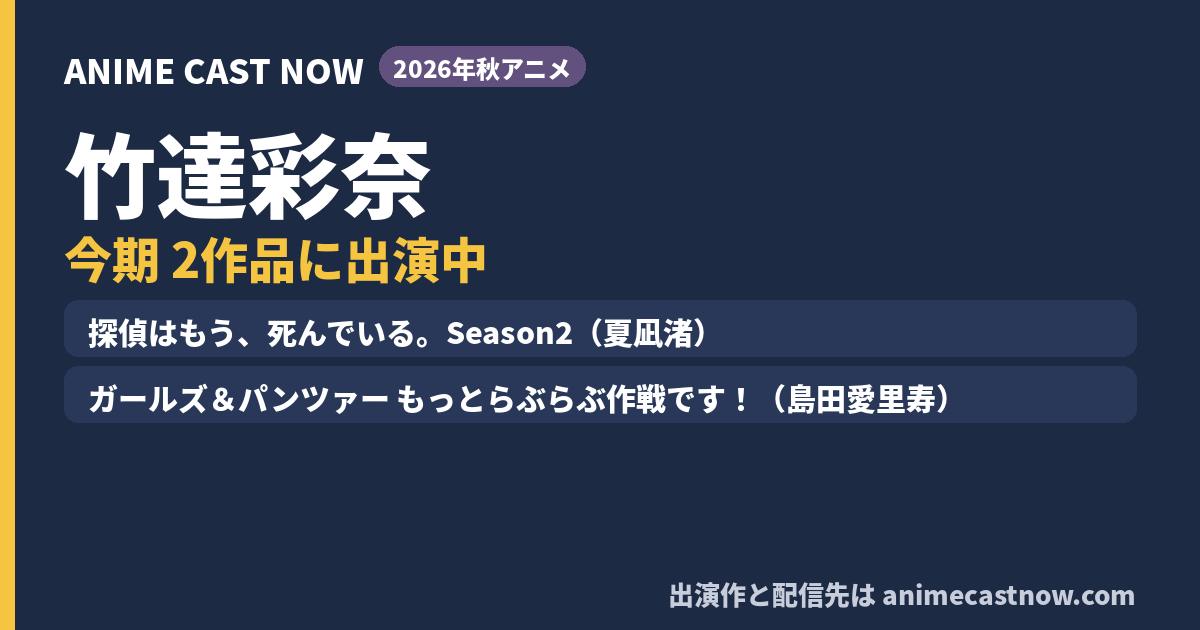 ANIME CAST NOW 2026年秋アニメ
竹達彩奈
今期 2作品に出演中
探偵はもう、死んでいる。Season2（夏凪渚）
ガールズ＆パンツァー もっとらぶらぶ作戦です！（島田愛里寿）
出演作と配信先は animecastnow.com